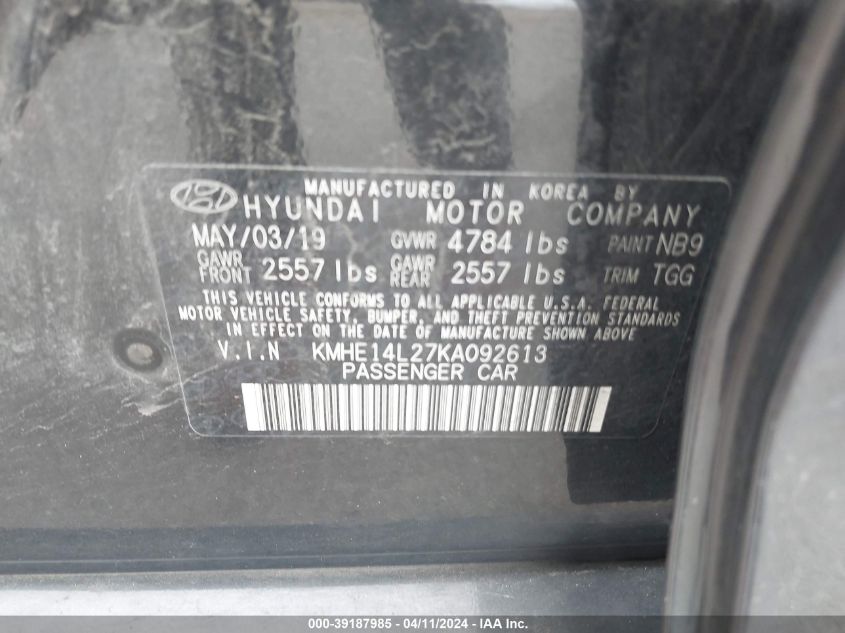 MANUFACTURED IN KOREA BY
HYUNDAI MOTOR COMPANY
MAY/03/19 GVWR 4784 lbs PAINT NB9
GAWR FRONT 2557 lbs GAWR REAR 2557 lbs TRIM TGG
THIS VEHICLE CONFORMS TO ALL APPLICABLE U.S.A. FEDERAL
MOTOR VEHICLE SAFETY, BUMPER, AND THEFT PREVENTION STANDARDS
IN EFFECT ON THE DATE OF MANUFACTURE SHOWN ABOVE
V.I.N KMHE14L27KA092613
PASSENGER CAR
000-39187985 - 04/11/2024 - IAAI, Inc.